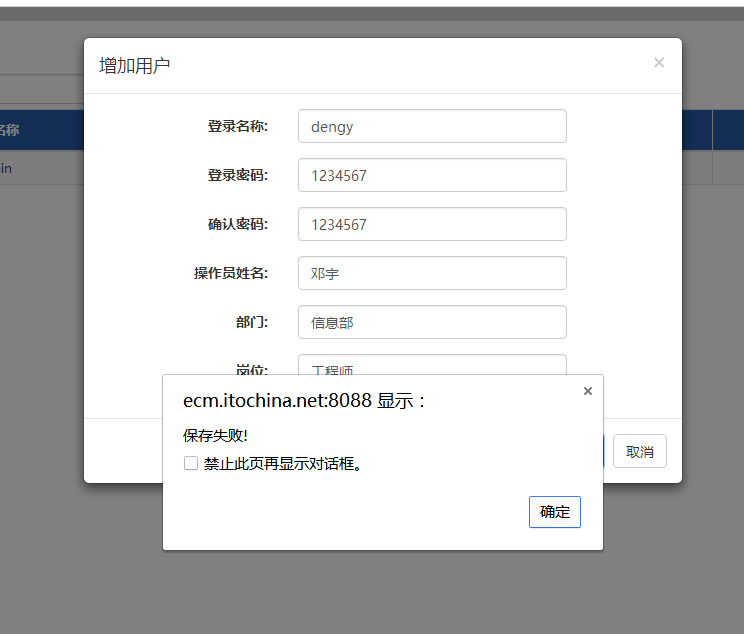 增加用户
×
名称
登录名称: dengy
in
登录密码: 1234567
确认密码: 1234567
操作员姓名: 邓宇
部门: 信息部
岗位: 工程师
ecm.itochina.net:8088 显示：
×
保存失败!
禁止此页再显示对话框。
取消
确定